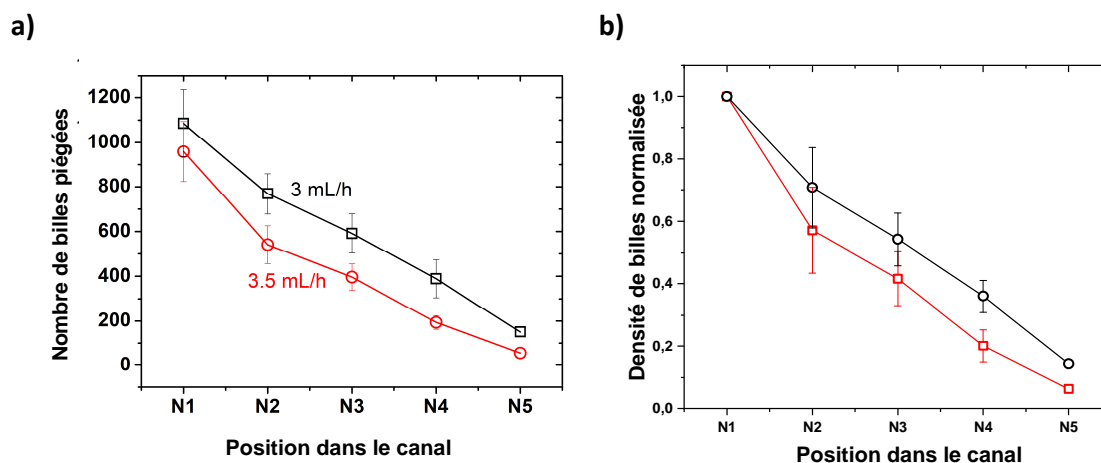 a)
Nombre de billes piégées
1200
1000
800
600
400
200
0
3 mL/h
3.5 mL/h
N1 N2 N3 N4 N5
Position dans le canal
b)
Densité de billes normalisée
1,0
0,8
0,6
0,4
0,2
0,0
N1 N2 N3 N4 N5
Position dans le canal